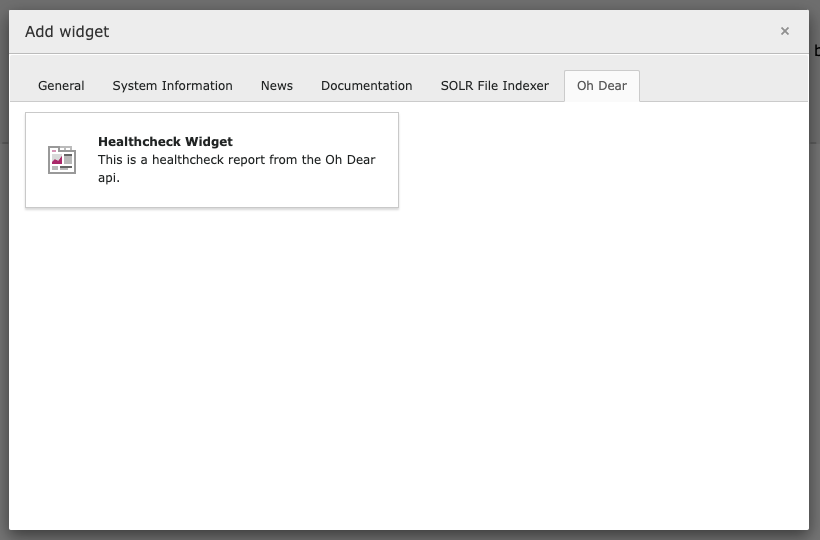 Add widget
×
General
System Information
News
Documentation
SOLR File Indexer
Oh Dear
Healthcheck Widget
This is a healthcheck report from the Oh Dear
api.